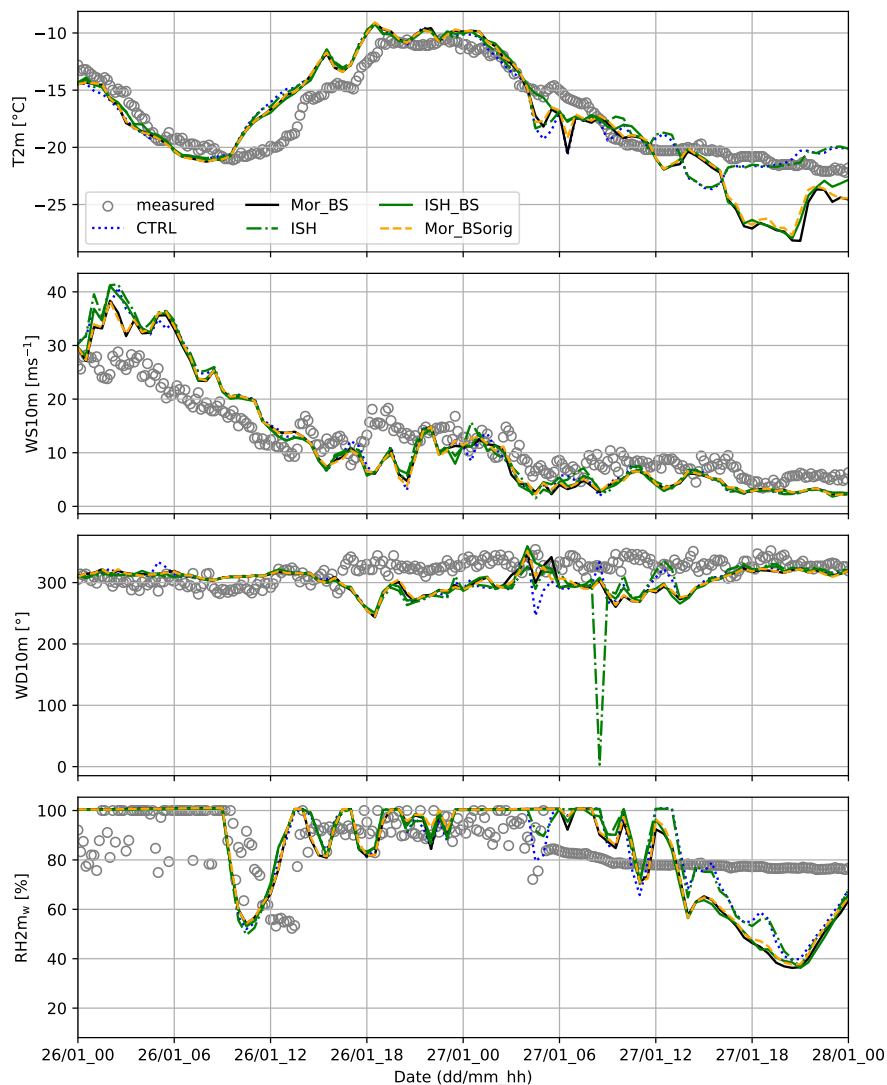 −10
−15
−20
−25
T2m [°C]
measured
CTRL
Mor_BS
ISH
ISH_BS
Mor_BSorig
40
30
20
10
0
WS10m [ms⁻¹]
300
200
100
0
WD10m [°]
100
80
60
40
20
RH2m_w [%]
26/01_00 26/01_06 26/01_12 26/01_18 27/01_00 27/01_06 27/01_12 27/01_18 28/01_00
Date (dd/mm_hh)